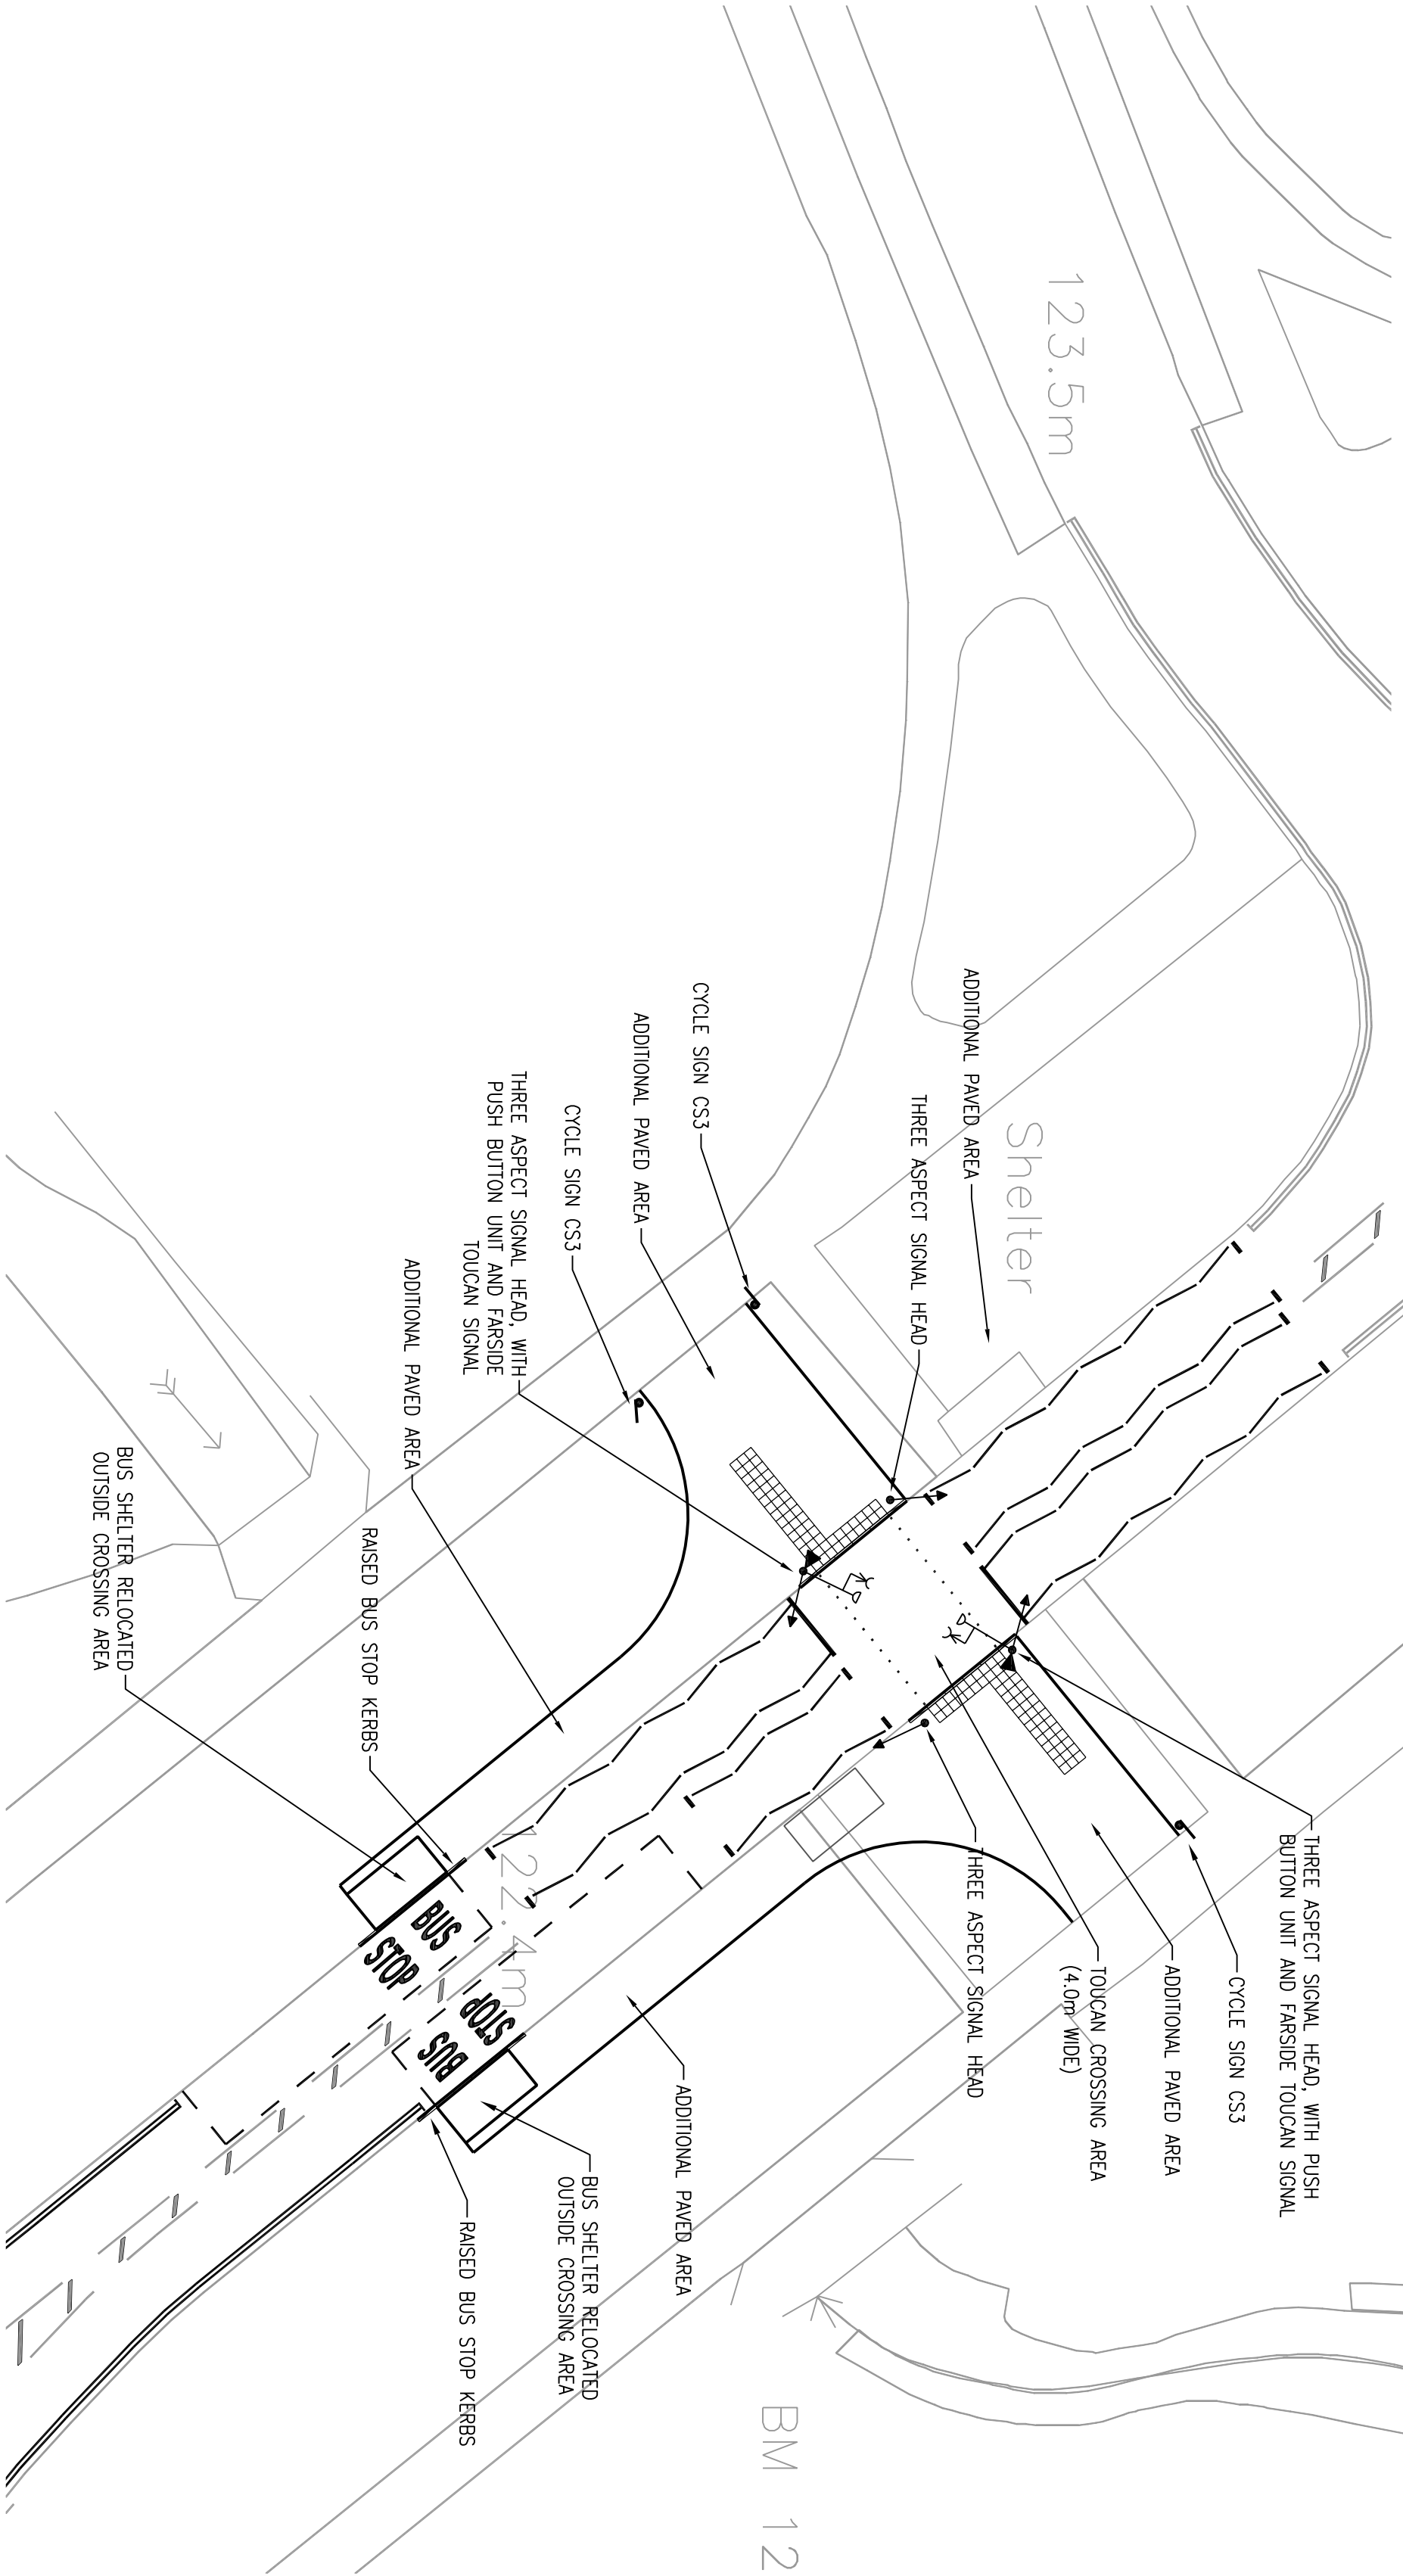 123.5m
Shelter
ADDITIONAL PAVED AREA
THREE ASPECT SIGNAL HEAD
CYCLE SIGN CS3
ADDITIONAL PAVED AREA
CYCLE SIGN CS3
THREE ASPECT SIGNAL HEAD, WITH
PUSH BUTTON UNIT AND FARSIDE
TOUCAN SIGNAL
ADDITIONAL PAVED AREA
RAISED BUS STOP KERBS
BUS SHELTER RELOCATED
OUTSIDE CROSSING AREA
THREE ASPECT SIGNAL HEAD, WITH PUSH
BUTTON UNIT AND FARSIDE TOUCAN SIGNAL
CYCLE SIGN CS3
ADDITIONAL PAVED AREA
TOUCAN CROSSING AREA
(4.0m WIDE)
THREE ASPECT SIGNAL HEAD
122.4m
BUS
STOP
BUS
STOP
ADDITIONAL PAVED AREA
BUS SHELTER RELOCATED
OUTSIDE CROSSING AREA
RAISED BUS STOP KERBS
BM 12